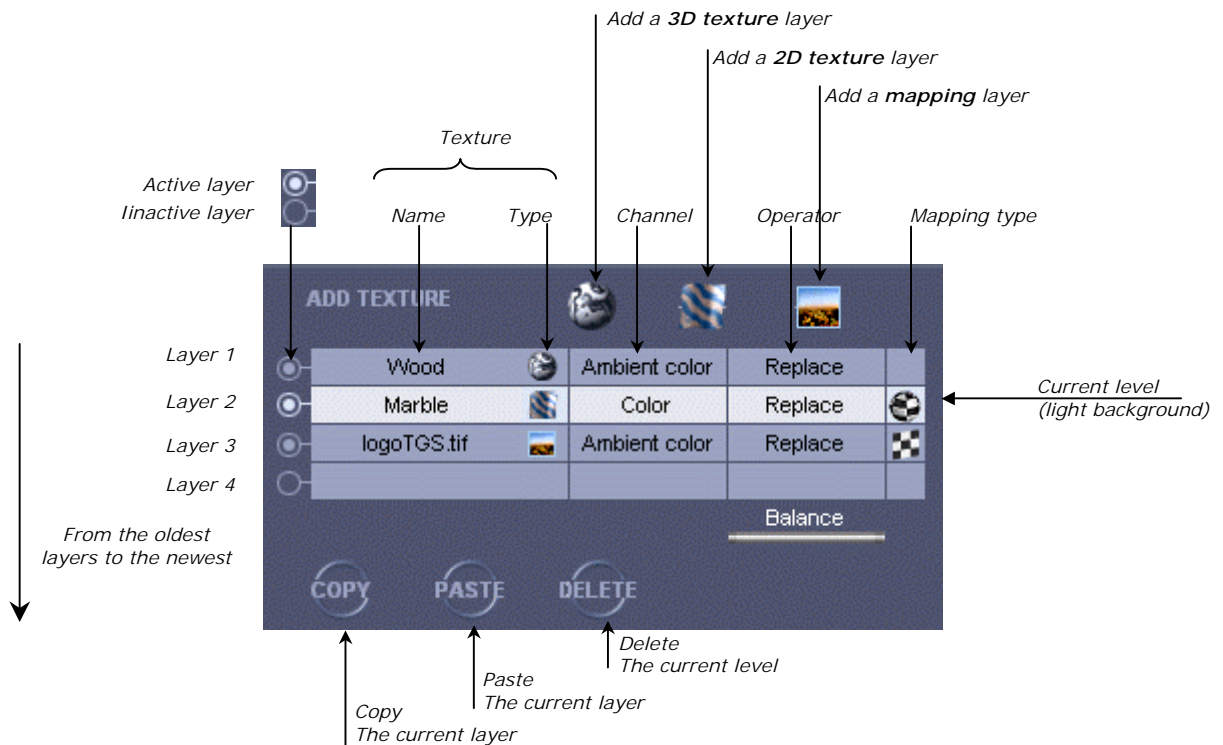 Add a 3D texture layer
Add a 2D texture layer
Add a mapping layer
Texture
Active layer
Iinactive layer
Name Type Channel Operator Mapping type
ADD TEXTURE
Layer 1 Wood Ambient color Replace
Layer 2 Marble Color Replace
Current level
(light background)
Layer 3 logoTGS.tif Ambient color Replace
Layer 4
Balance
From the oldest
layers to the newest
COPY PASTE DELETE
Delete
The current level
Paste
The current layer
Copy
The current layer